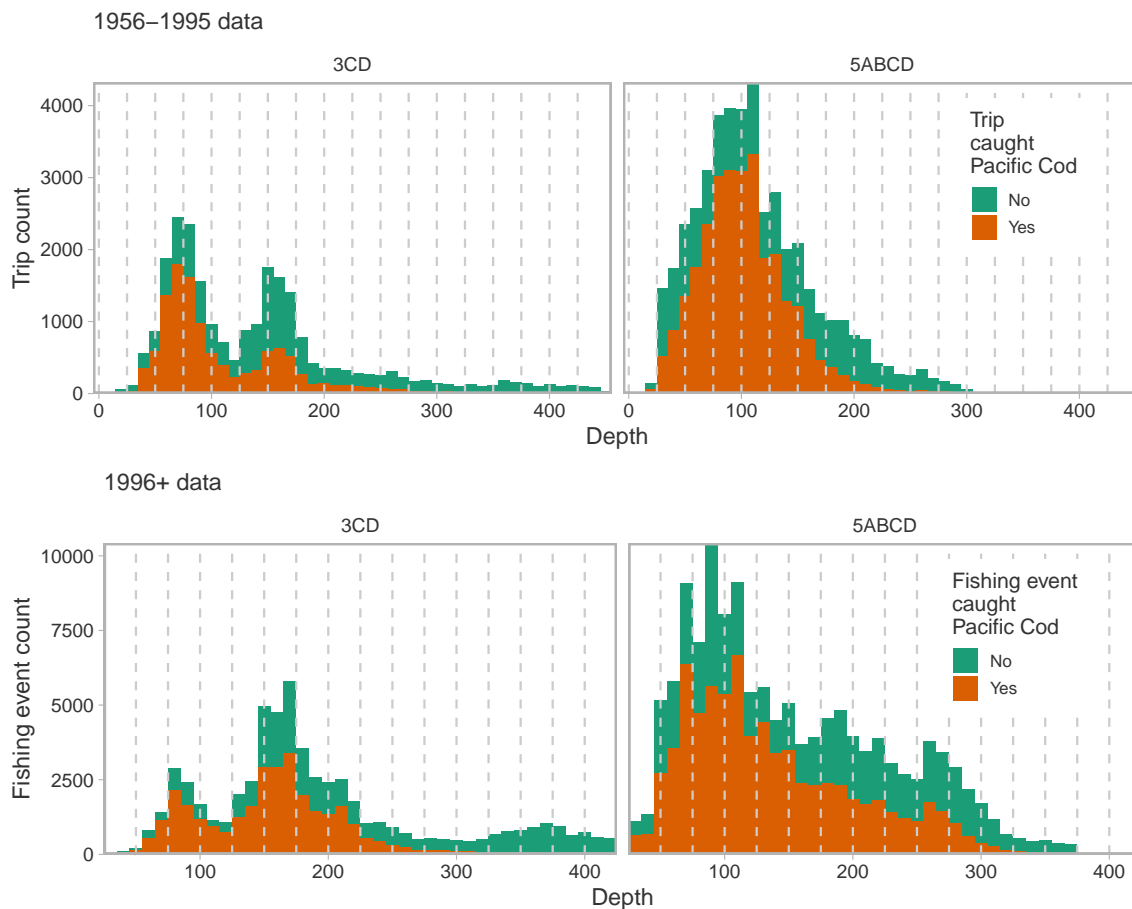 1956–1995 data
3CD
5ABCD
Trip count
4000
3000
2000
1000
0
Trip
caught
Pacific Cod
No
Yes
0 100 200 300 400
0 100 200 300 400
Depth
Depth
1996+ data
3CD
5ABCD
Fishing event count
10000
7500
5000
2500
0
Fishing event
caught
Pacific Cod
No
Yes
100 200 300 400
100 200 300 400
Depth
Depth